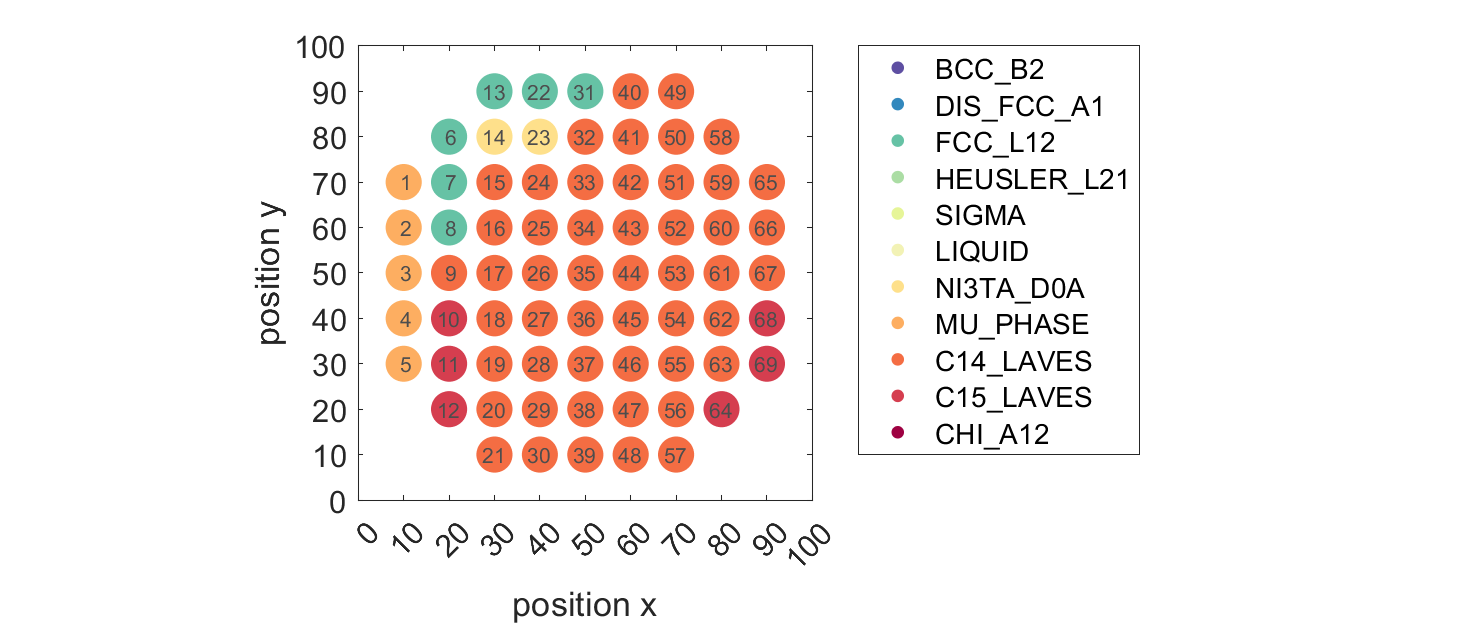 100
90
80
70
60
50
40
30
20
10
0
position y
13 22 31 40 49
6 14 23 32 41 50 58
1 7 15 24 33 42 51 59 65
2 8 16 25 34 43 52 60 66
3 9 17 26 35 44 53 61 67
4 10 18 27 36 45 54 62 68
5 11 19 28 37 46 55 63 69
12 20 29 38 47 56 64
21 30 39 48 57
0 10 20 30 40 50 60 70 80 90 100
position x
BCC_B2
DIS_FCC_A1
FCC_L12
HEUSLER_L21
SIGMA
LIQUID
NI3TA_D0A
MU_PHASE
C14_LAVES
C15_LAVES
CHI_A12